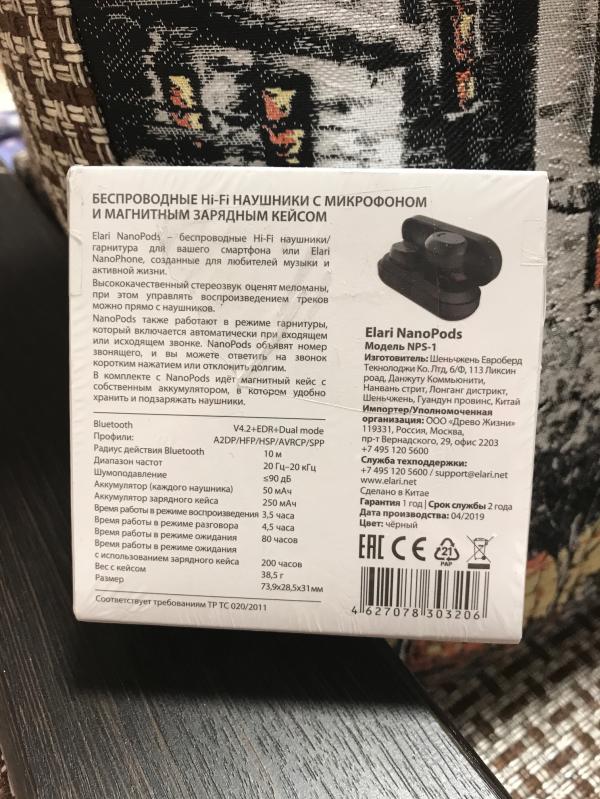 БЕСПРОВОДНЫЕ Hi-Fi НАУШНИКИ С МИКРОФОНОМ
И МАГНИТНЫМ ЗАРЯДНЫМ КЕЙСОМ
Elari NanoPods – беспроводные Hi-Fi наушники/
гарнитура для вашего смартфона или Elari
NanoPhone, созданные для любителей музыки и
активной жизни.
Высококачественный стереозвук оценят меломаны,
при этом управлять воспроизведением треков
можно прямо с наушников.
NanoPods также работают в режиме гарнитуры,
который включается автоматически при входящем
или исходящем звонке. NanoPods объявят номер
звонящего, и вы можете ответить на звонок
коротким нажатием или отклонить долгим.
В комплекте с NanoPods идёт магнитный кейс с
собственным аккумулятором, в котором удобно
хранить и подзаряжать наушники.
Bluetooth V4.2+EDR+Dual mode
Профили: A2DP/HFP/HSP/AVRCP/SPP
Радиус действия Bluetooth 10 м
Диапазон частот 20 Гц–20 кГц
Шумоподавление ≤90 дБ
Аккумулятор (каждого наушника) 50 мАч
Аккумулятор зарядного кейса 250 мАч
Время работы в режиме воспроизведения 3,5 часа
Время работы в режиме разговора 4,5 часа
Время работы в режиме ожидания 80 часов
Время работы в режиме ожидания
с использованием зарядного кейса 200 часов
Вес с кейсом 38,5 г
Размер 73,9x28,5x31мм
Соответствует требованиям ТР ТС 020/2011
Elari NanoPods
Модель NPS-1
Изготовитель: Шеньчжень Евроберд
Текнолоджи Ко. Лтд, 6/Ф, 113 Ликсин
роад, Данжуту Коммьюнити,
Нанвань стрит, Лонганг дистрикт,
Шеньчжень, Гуандун провинс, Китай
Импортер/Уполномоченная
организация: ООО «Древо Жизни»
119331, Россия, Москва,
пр-т Вернадского, 29, офис 2203
+7 495 120 5600
Служба техподдержки:
+7 495 120 5600 / support@elari.net
www.elari.net
Сделано в Китае
Гарантия 1 год | Срок службы 2 года
Дата производства: 04/2019
Цвет: чёрный
EAC CE 21
PAP
4 627078 303206